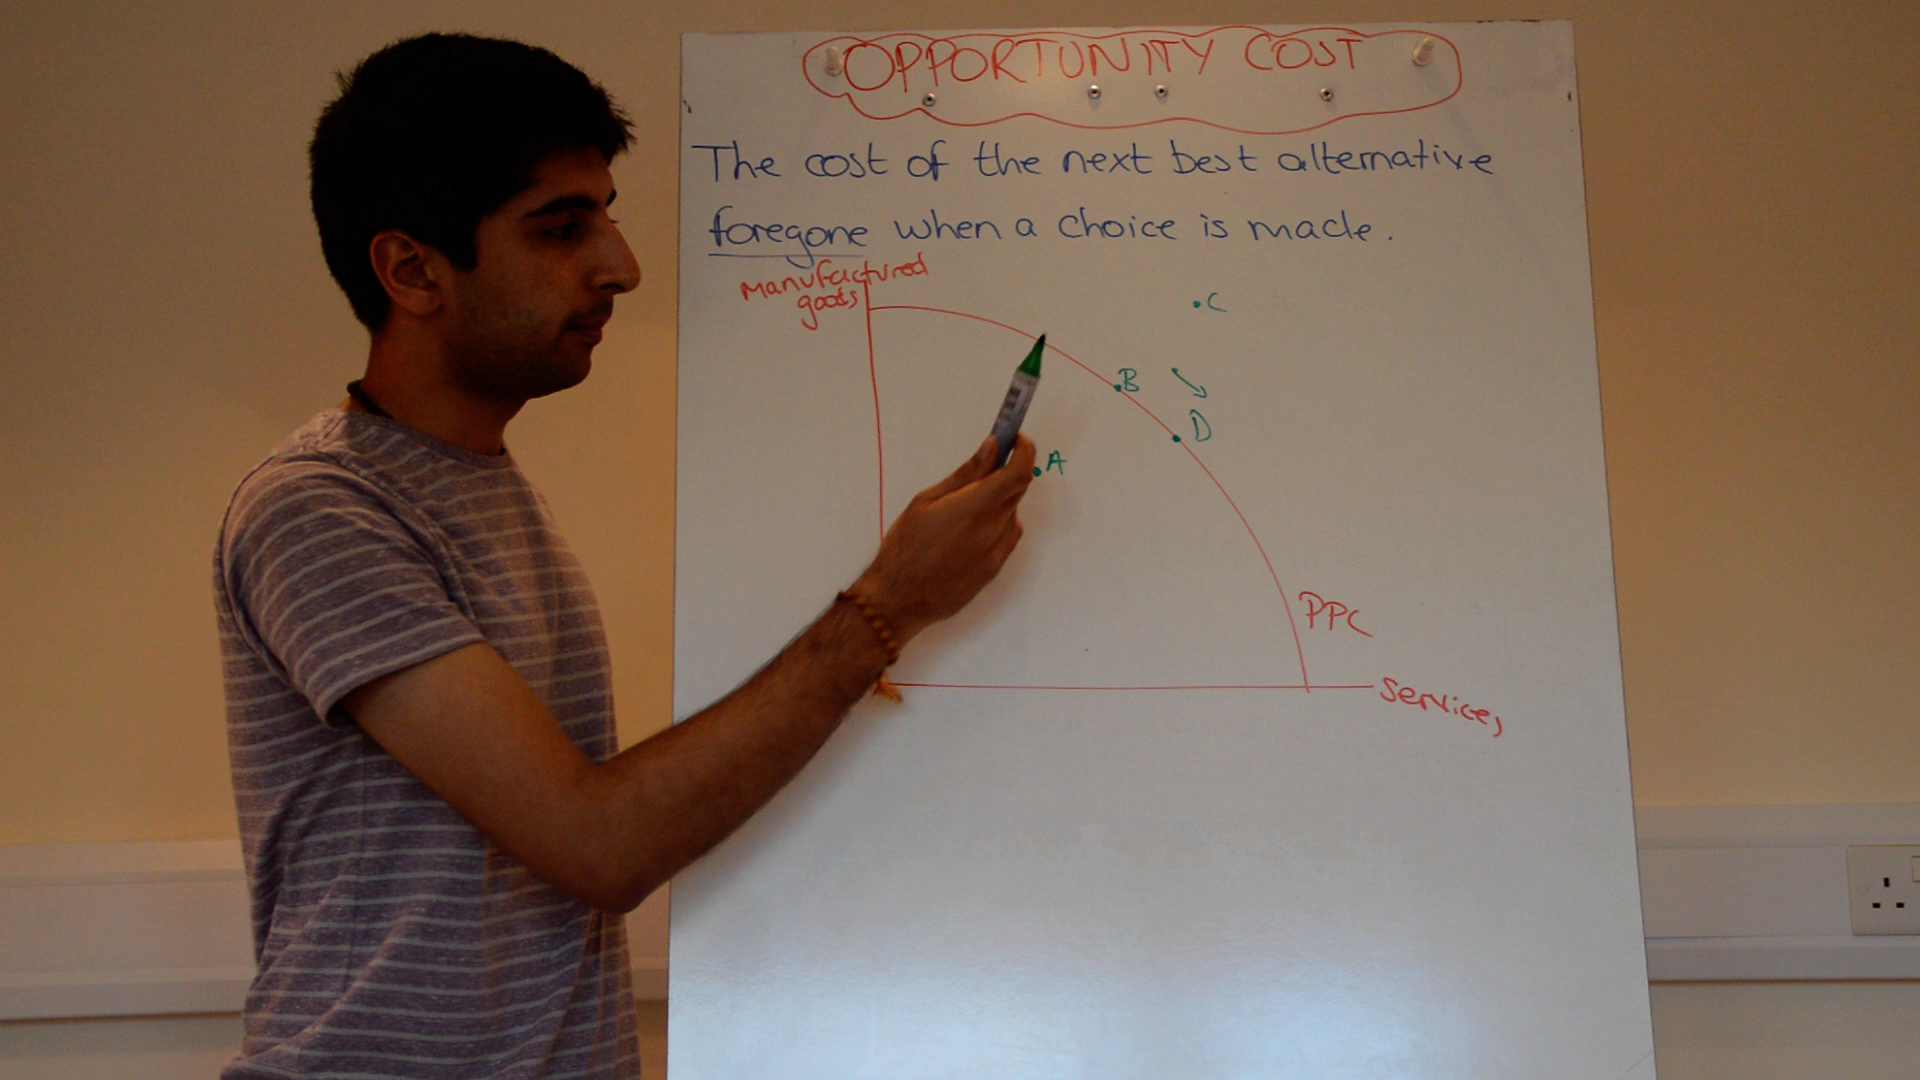 OPPORTUNITY COST
The cost of the next best alternative
foregone when a choice is made.
Manufactured
goods
C
B
D
A
PPC
Services